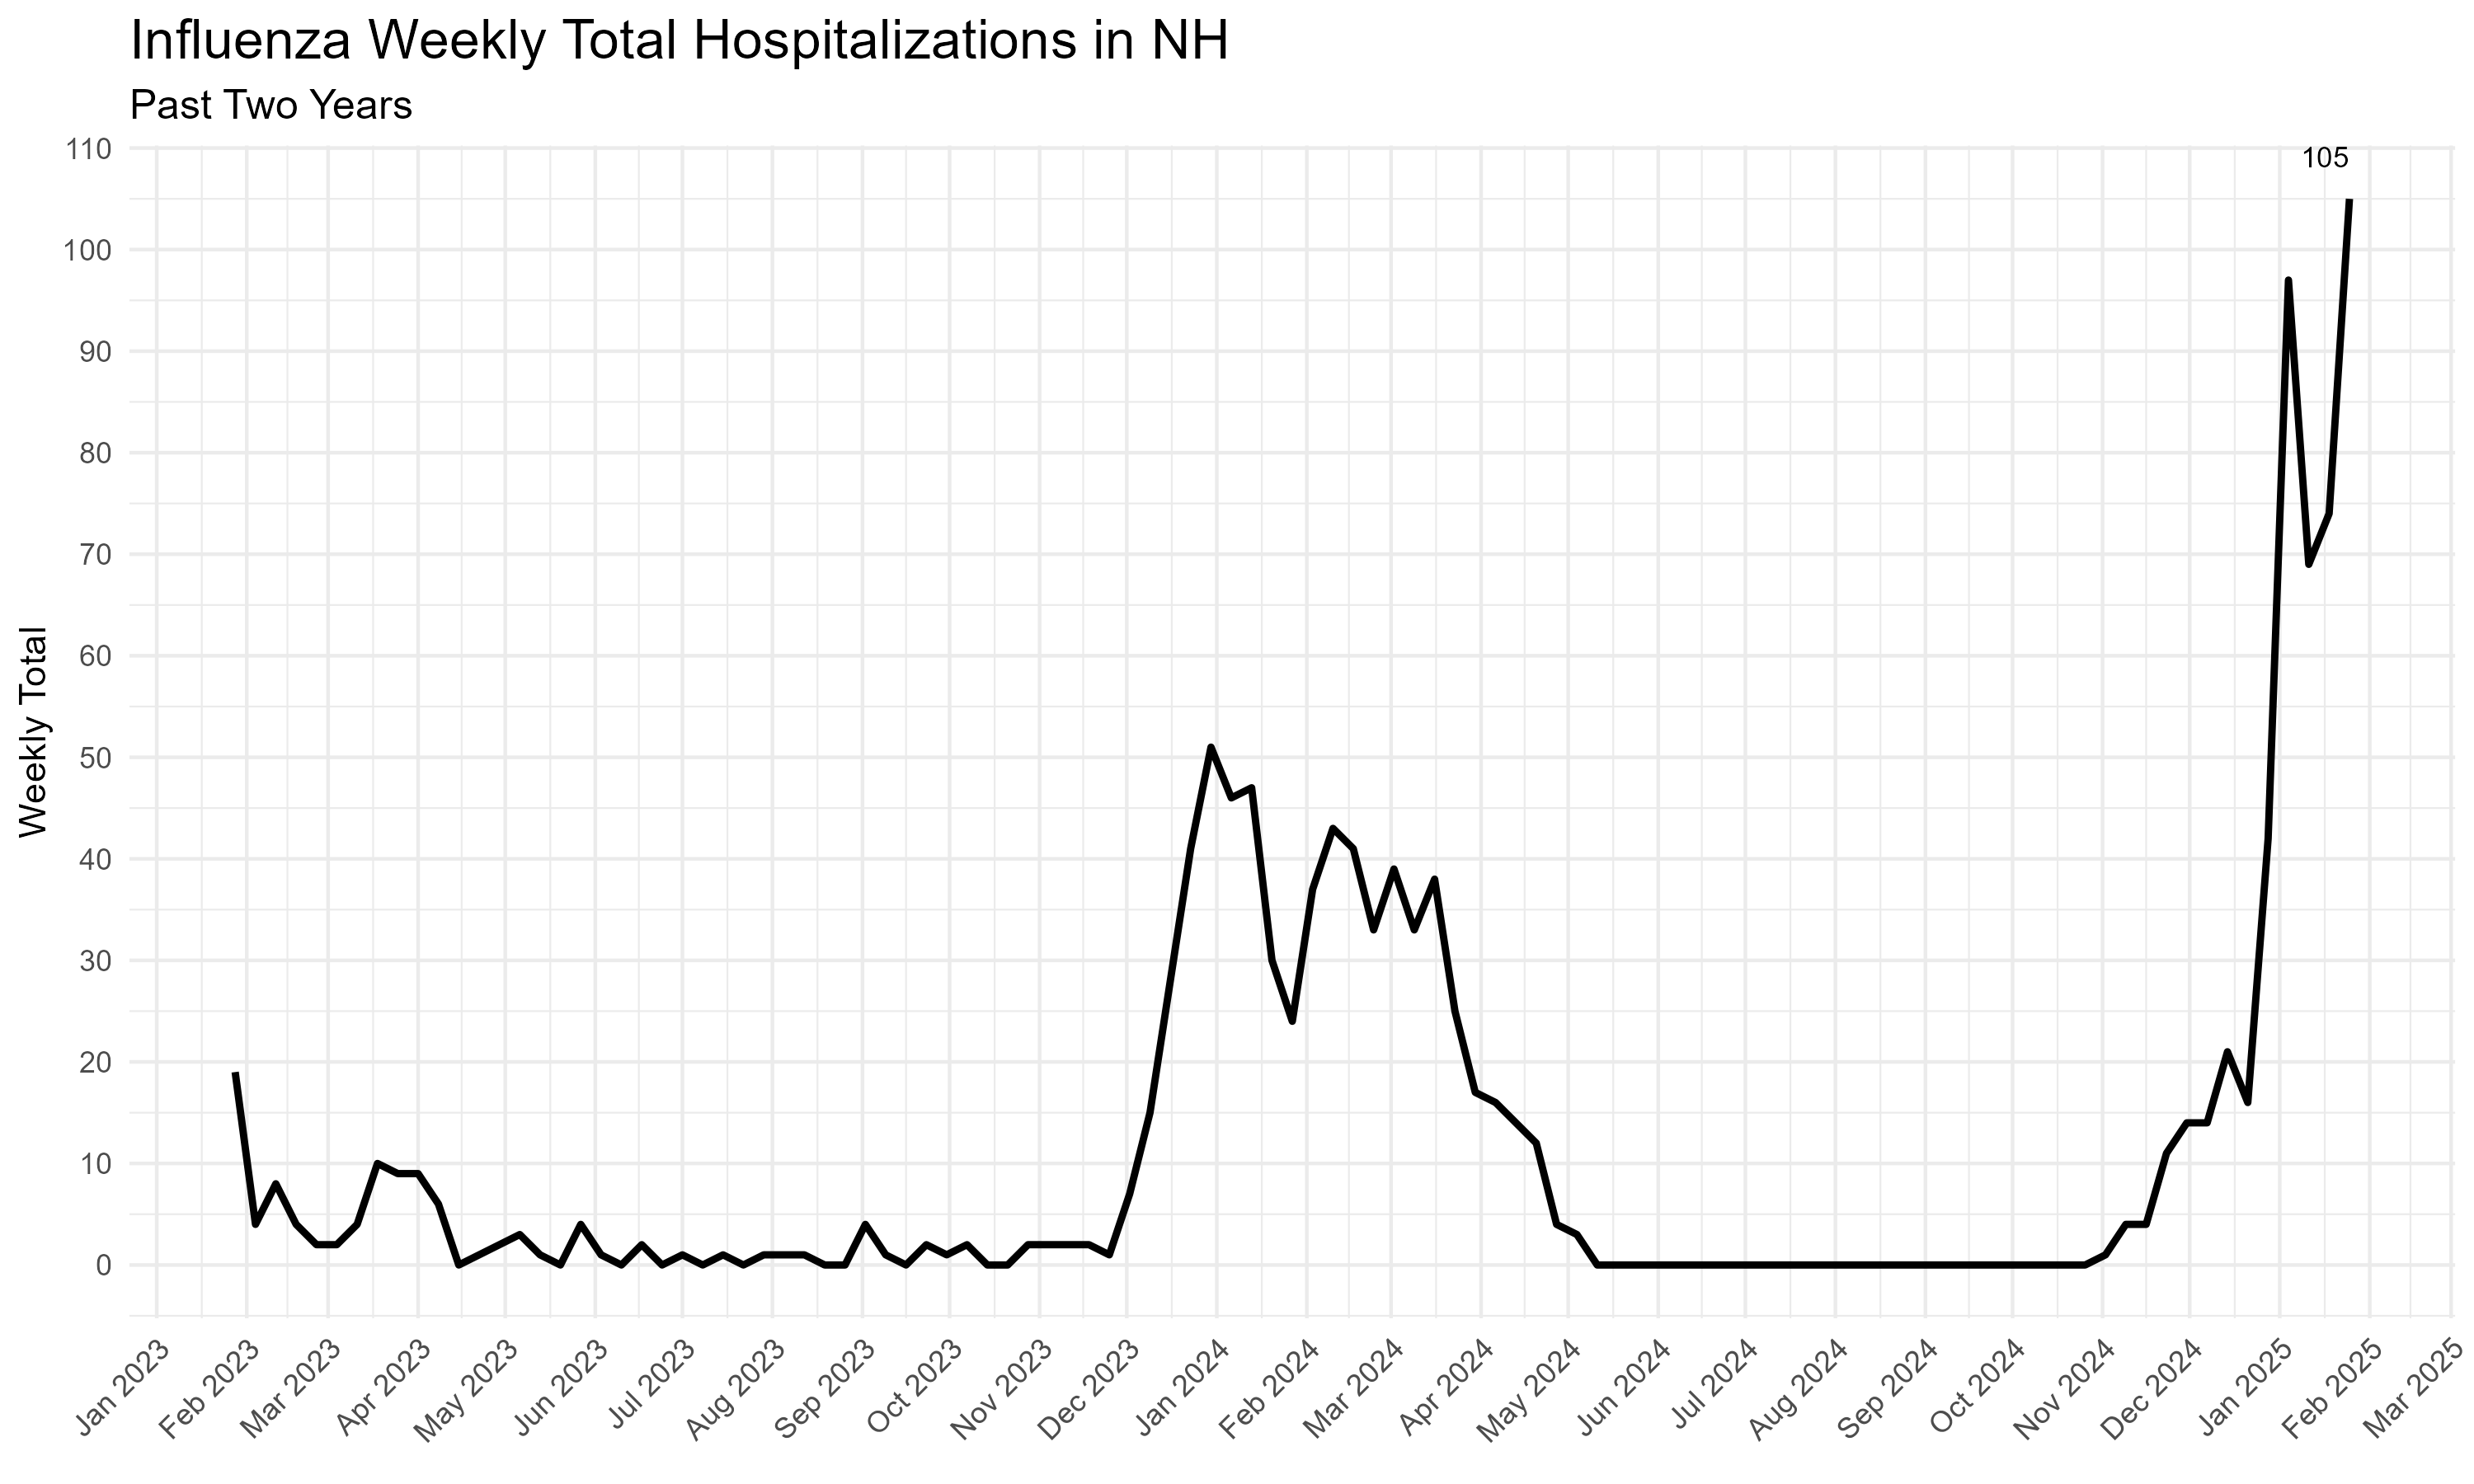 Influenza Weekly Total Hospitalizations in NH
Past Two Years
105
Weekly Total
110
100
90
80
70
60
50
40
30
20
10
0
Jan 2023
Feb 2023
Mar 2023
Apr 2023
May 2023
Jun 2023
Jul 2023
Aug 2023
Sep 2023
Oct 2023
Nov 2023
Dec 2023
Jan 2024
Feb 2024
Mar 2024
Apr 2024
May 2024
Jun 2024
Jul 2024
Aug 2024
Sep 2024
Oct 2024
Nov 2024
Dec 2024
Jan 2025
Feb 2025
Mar 2025